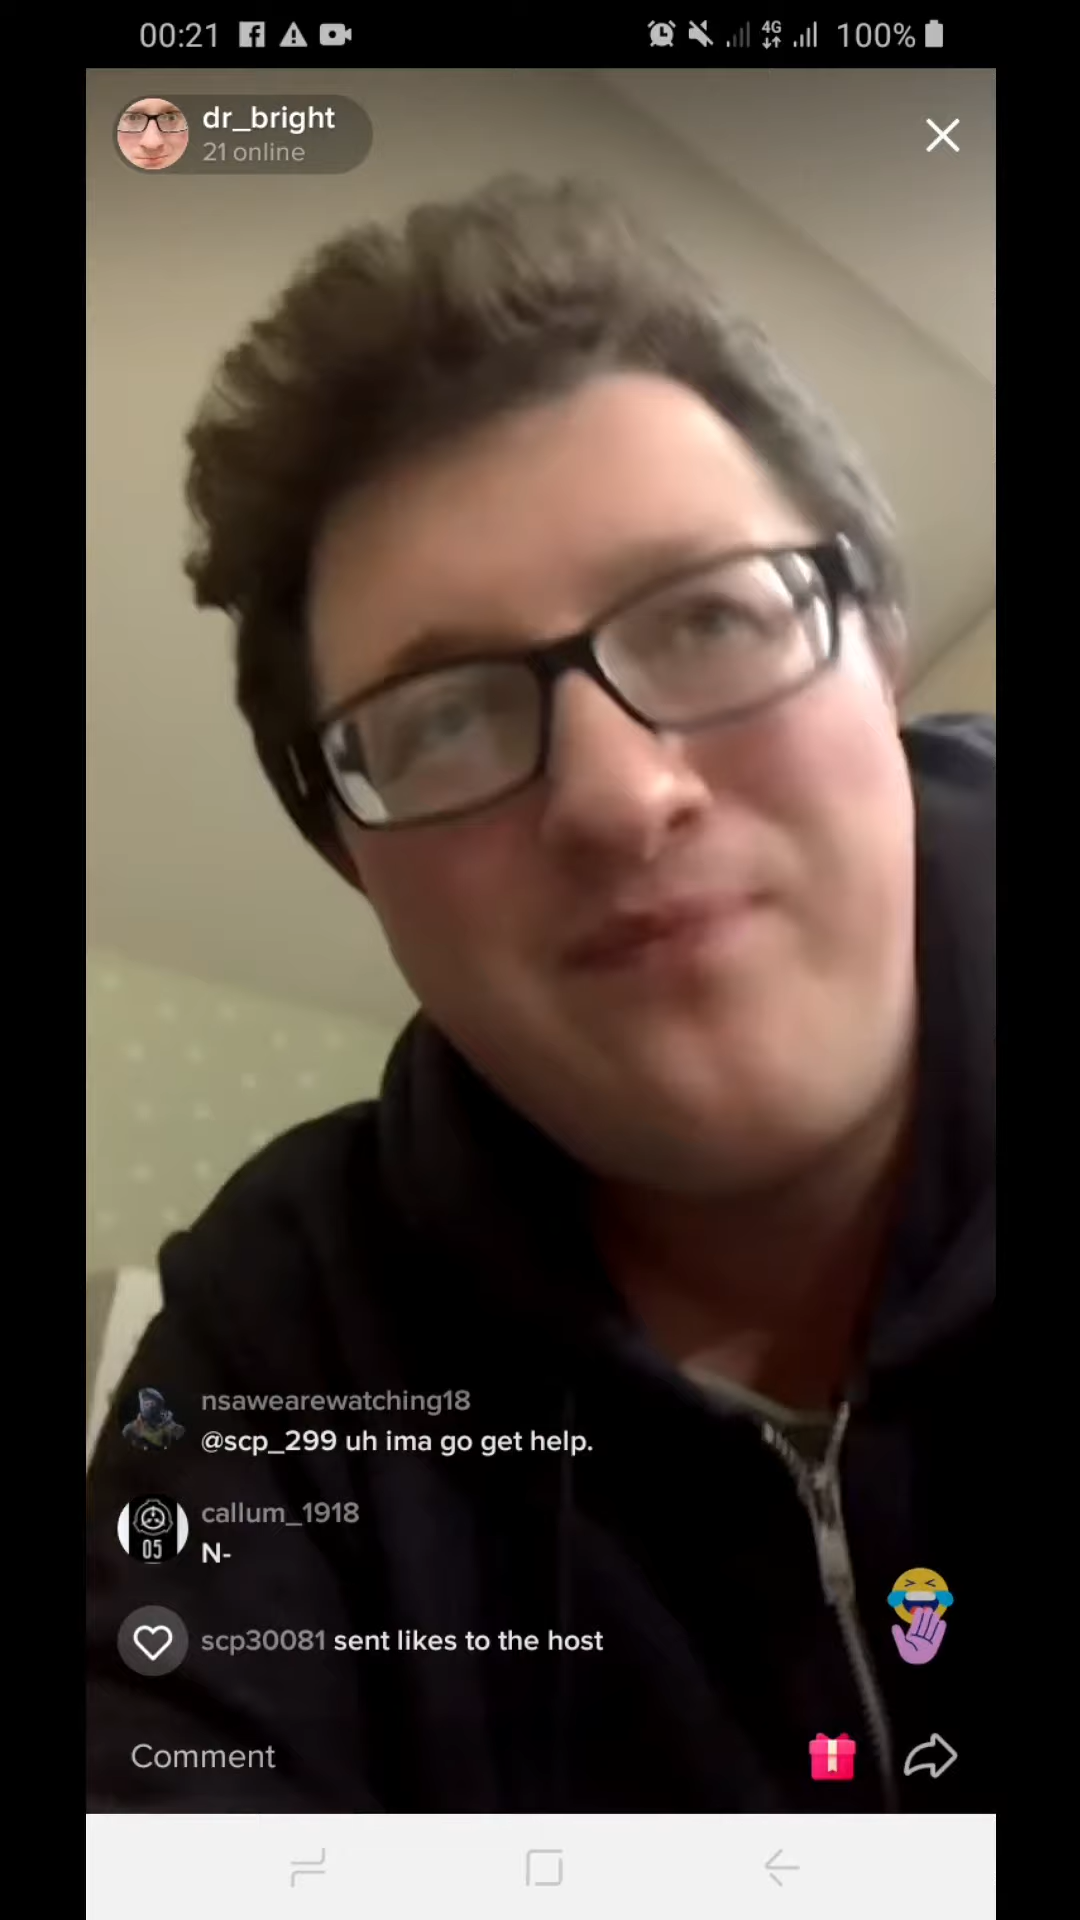 00:21
4G
100%
dr_bright
21 online
nsawearewatching18
@scp_299 uh ima go get help.
callum_1918
05
N-
scp30081 sent likes to the host
Comment